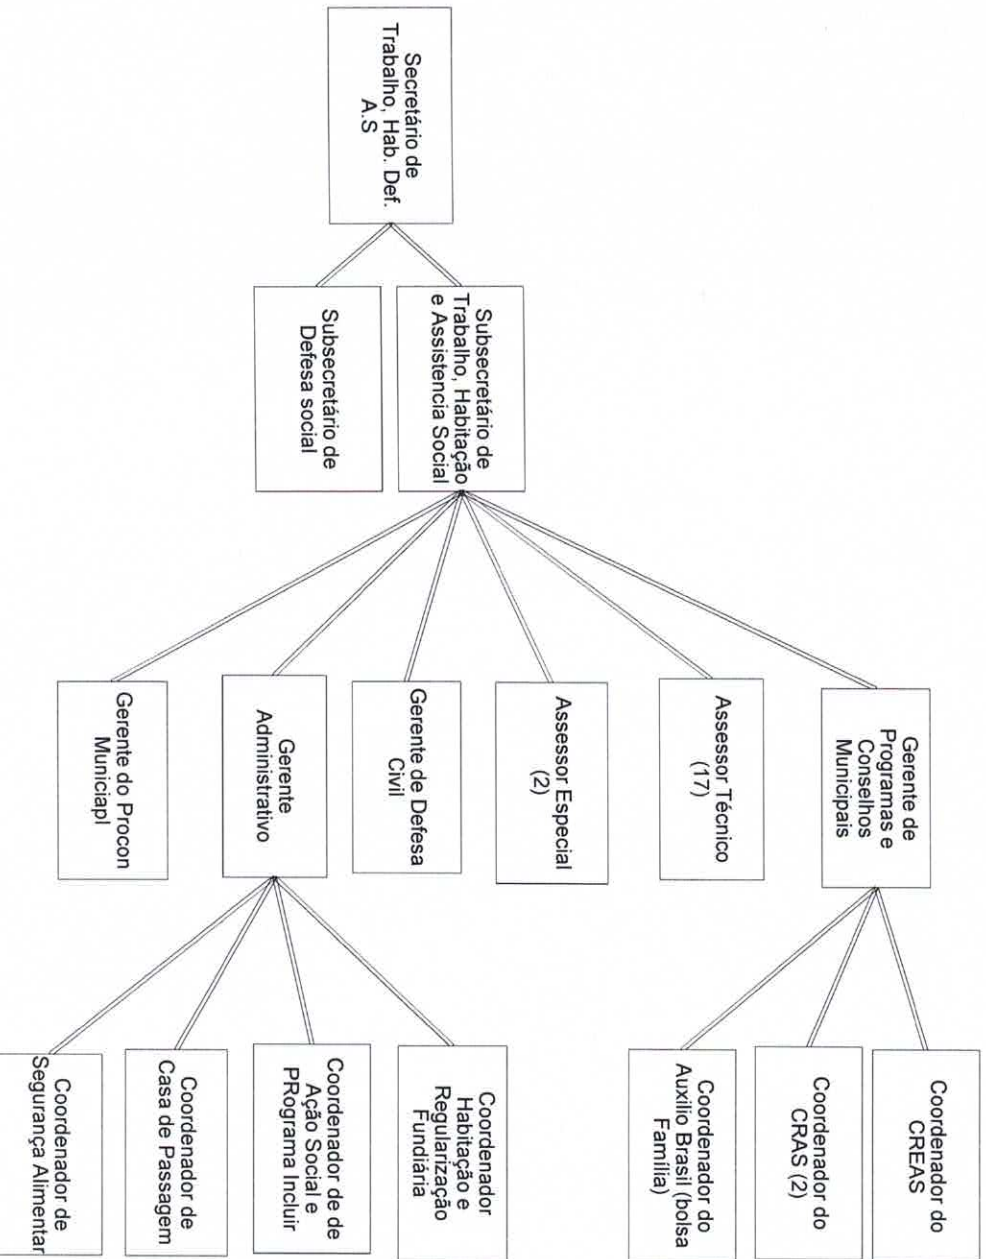 Secretário de
Trabalho, Hab. Def.
A.S
Subsecretário de
Trabalho, Habitação
e Assistencia Social
Subsecretário de
Defesa social
Gerente de
Programas e
Conselhos
Municipais
Assessor Técnico
(17)
Assessor Especial
(2)
Gerente de Defesa
Civil
Gerente
Administrativo
Gerente do Procon
Municiapl
Coordenador do
CREAS
Coordenador do
CRAS (2)
Coordenador do
Auxilio Brasil (bolsa
Família)
Coordenador
Habitação e
Regularização
Fundiária
Coordenador de de
Ação Social e
PRograma Incluir
Coordenador de
Casa de Passagem
Coordenador de
Segurança Alimentar